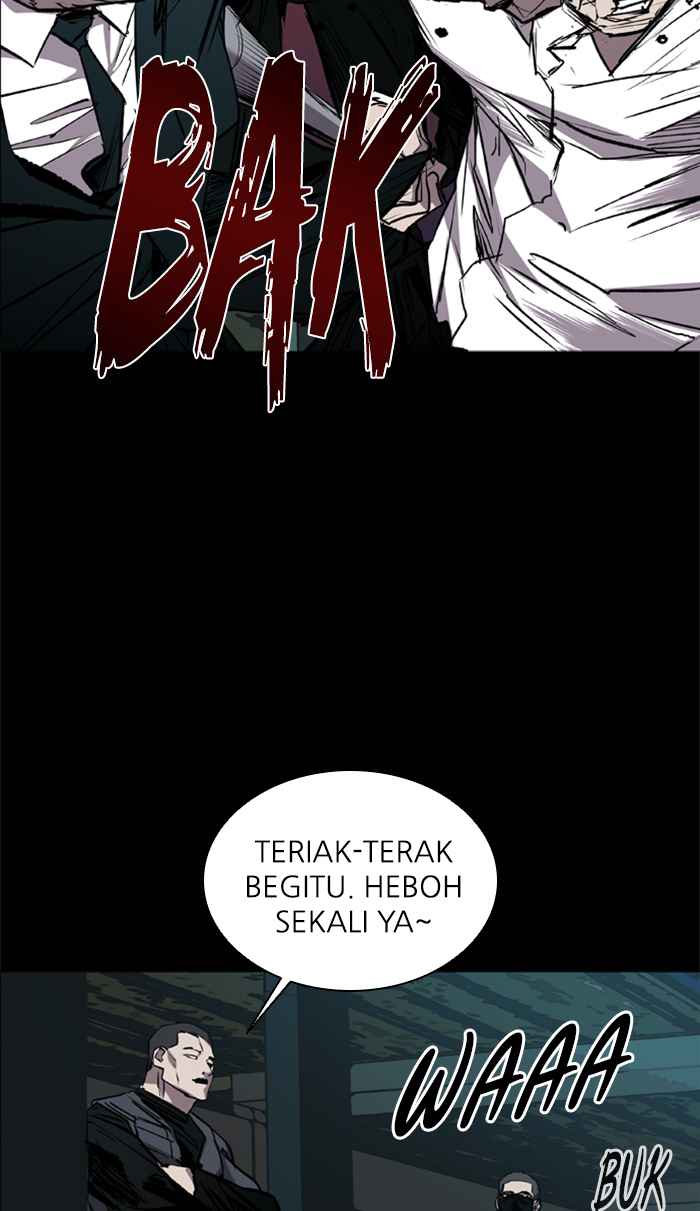 BAK
TERIAK-TERAK
BEGITU. HEBOH
SEKALI YA~
WAAA
BUK